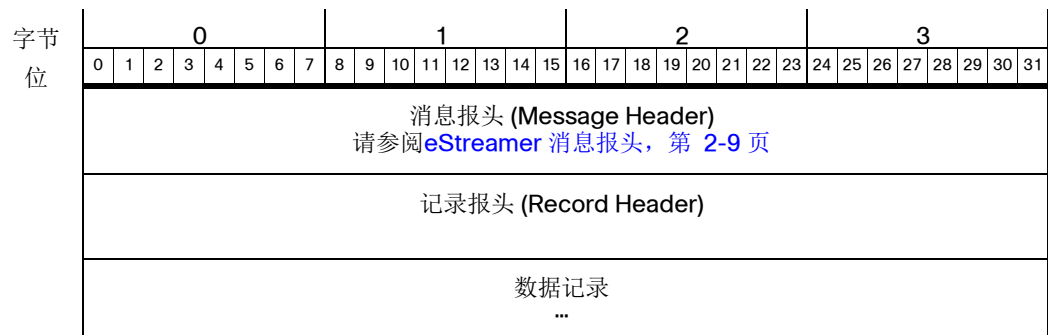 字节 0 1 2 3
位 0 1 2 3 4 5 6 7 8 9 10 11 12 13 14 15 16 17 18 19 20 21 22 23 24 25 26 27 28 29 30 31
消息报头 (Message Header)
请参阅eStreamer 消息报头，第 2-9 页
记录报头 (Record Header)
数据记录
...